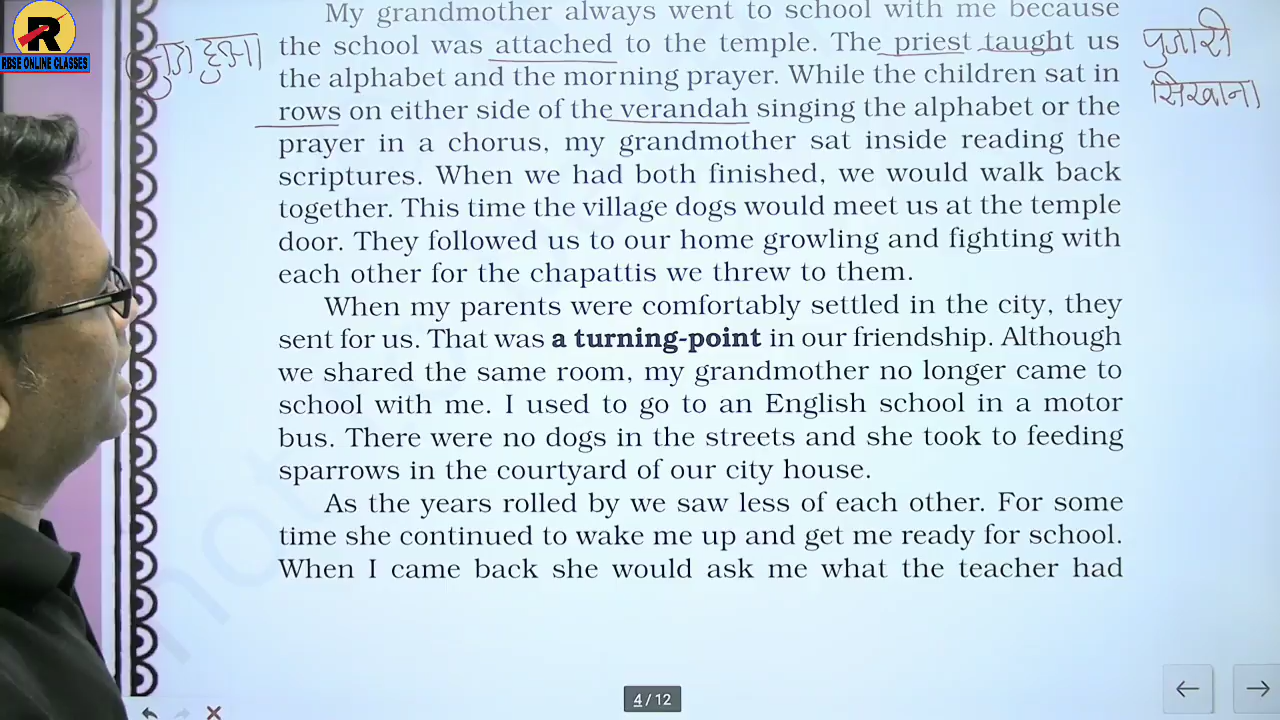 R
RBSE ONLINE CLASSES
My grandmother always went to school with me because
the school was attached to the temple. The priest taught us
the alphabet and the morning prayer. While the children sat in
rows on either side of the verandah singing the alphabet or the
prayer in a chorus, my grandmother sat inside reading the
scriptures. When we had both finished, we would walk back
together. This time the village dogs would meet us at the temple
door. They followed us to our home growling and fighting with
each other for the chapattis we threw to them.
When my parents were comfortably settled in the city, they
sent for us. That was a turning-point in our friendship. Although
we shared the same room, my grandmother no longer came to
school with me. I used to go to an English school in a motor
bus. There were no dogs in the streets and she took to feeding
sparrows in the courtyard of our city house.
As the years rolled by we saw less of each other. For some
time she continued to wake me up and get me ready for school.
When I came back she would ask me what the teacher had
हुआ
पुजारी
सिखाना
4/12